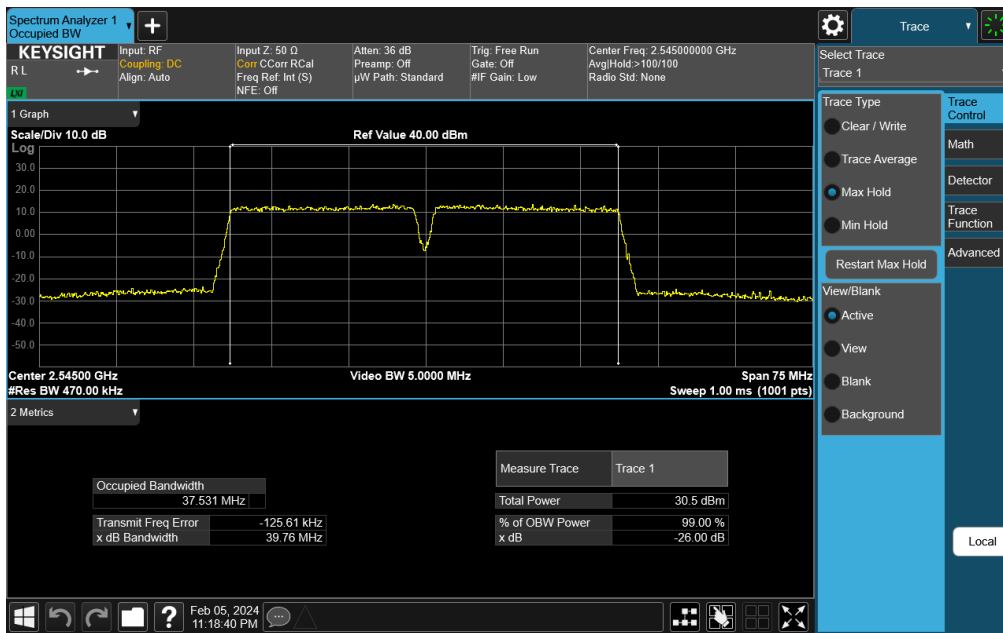 Spectrum Analyzer 1
Occupied BW
Trace
KEYSIGHT
R L
LXI
Input: RF
Coupling: DC
Align: Auto
Input Z: 50 Ω
Corr CCorr RCal
Freq Ref: Int (S)
NFE: Off
Atten: 36 dB
Preamp: Off
µW Path: Standard
Trig: Free Run
Gate: Off
#IF Gain: Low
Center Freq: 2.545000000 GHz
Avg|Hold:>100/100
Radio Std: None
1 Graph
Scale/Div 10.0 dB
Ref Value 40.00 dBm
Log
30.0
20.0
10.0
0.00
-10.0
-20.0
-30.0
-40.0
-50.0
Center 2.54500 GHz
Video BW 5.0000 MHz
Span 75 MHz
#Res BW 470.00 kHz
Sweep 1.00 ms (1001 pts)
2 Metrics
Occupied Bandwidth
37.531 MHz
Transmit Freq Error -125.61 kHz
x dB Bandwidth 39.76 MHz
Measure Trace Trace 1
Total Power 30.5 dBm
% of OBW Power 99.00 %
x dB -26.00 dB
Select Trace
Trace 1
Trace Type
Clear / Write
Trace Average
Max Hold
Min Hold
Restart Max Hold
View/Blank
Active
View
Blank
Background
Trace
Control
Math
Detector
Trace
Function
Advanced
Local
?
Feb 05, 2024
11:18:40 PM